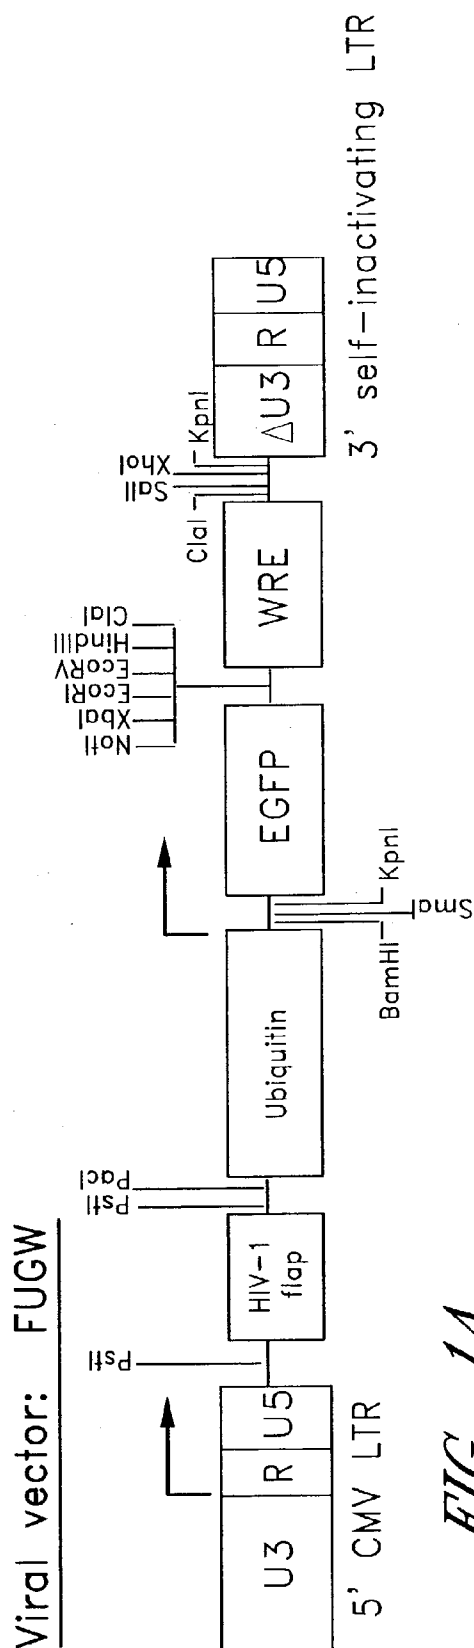 Viral vector: FUGW
U3
R
U5
5' CMV LTR
PstI
HIV-1
flap
PstI
PacI
Ubiquitin
BamHI
SmaI
KpnI
EGFP
NotI
XbaI
EcoRI
EcoRV
HindIII
ClaI
WRE
ClaI
SalI
XhoI
KpnI
△U3
R
U5
3' self-inactivating LTR
FIG. 1A